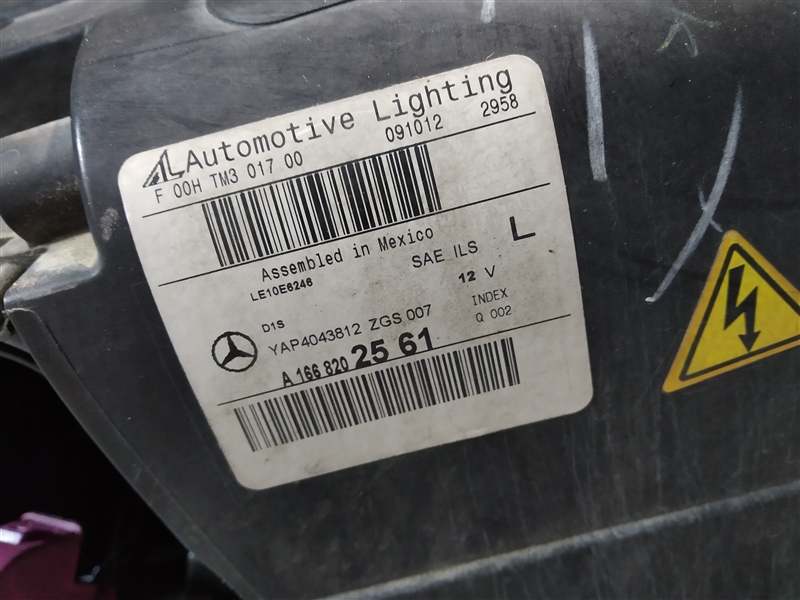 AL Automotive Lighting
F 00H TM3 017 00 091012 2958
Assembled in Mexico
LE10E6246 SAE ILS L
D1S 12 V
YAP4043812 ZGS 007 INDEX
A 166 820 25 61 Q 002